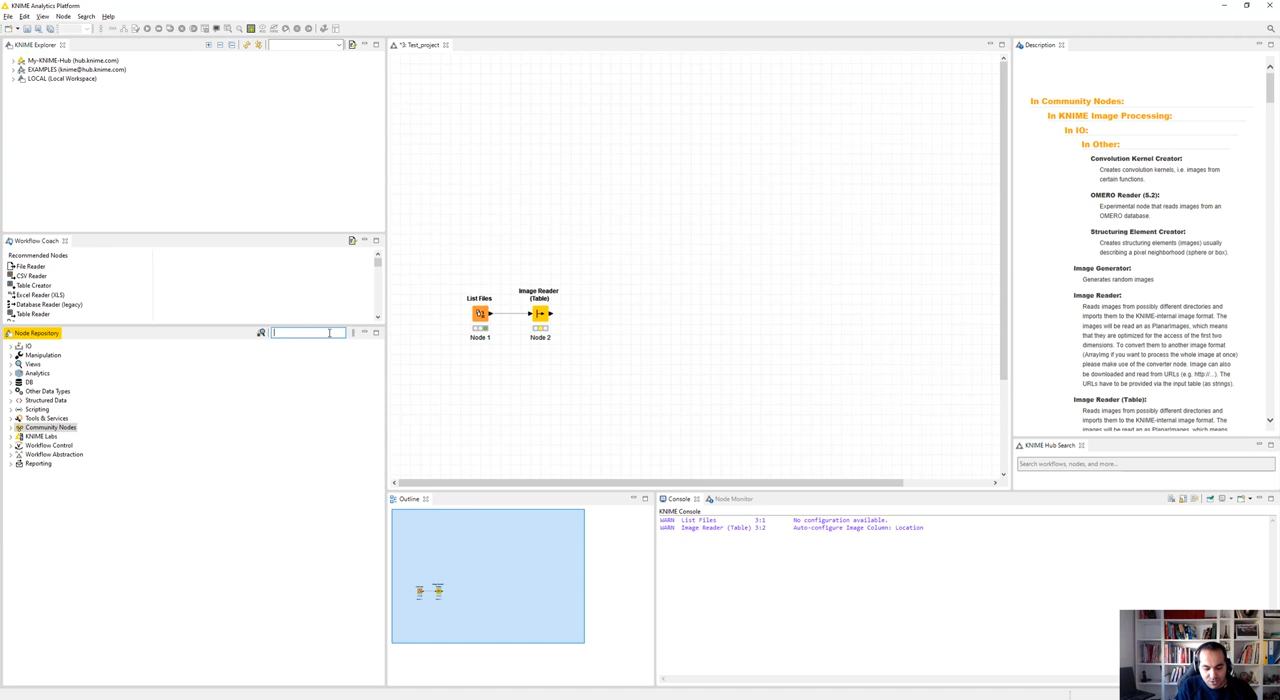 KNIME Analytics Platform
File Edit View Node Search Help
KNIME Explorer
My-KNIME-Hub (hub.knime.com)
EXAMPLES (knime@hub.knime.com)
LOCAL (Local Workspace)
Workflow Coach
Recommended Nodes
File Reader
CSV Reader
Table Creator
Excel Reader (XLS)
Database Reader (legacy)
Table Reader
Node Repository
IO
Manipulation
Views
Analytics
DB
Other Data Types
Structured Data
Scripting
Tools & Services
Community Nodes
KNIME Labs
Workflow Control
Workflow Abstraction
Reporting
*3: Test_project
List Files
Node 1
Image Reader
(Table)
Node 2
Outline
Console
Node Monitor
KNIME Console
WARN List Files 3:1 No configuration available.
WARN Image Reader (Table) 3:2 Auto-configure Image Column: Location
Description
In Community Nodes:
In KNIME Image Processing:
In IO:
In Other:
Convolution Kernel Creator:
Creates convolution kernels, i.e. images from
certain functions.
OMERO Reader (5.2):
Experimental node that reads images from an
OMERO database.
Structuring Element Creator:
Creates structuring elements (images) usually
describing a pixel neighborhood (sphere or box).
Image Generator:
Generates random images
Image Reader:
Reads images from possibly different directories and
imports them to the KNIME-internal image format. The
images will be read as PlanarImages, which means
that they are optimized for the access of the first two
dimensions. To convert them to another image format
(ArrayImg if you want to process the whole image at once)
please make use of the converter node. Image can also
be downloaded and read from URLs (e.g. http://...). The
URLs have to be provided via the input table (as strings).
Image Reader (Table):
Reads images from possibly different directories and
imports them to the KNIME-internal image format. The
images will be read an as PlanarImages, which means
KNIME Hub Search
Search workflows, nodes, and more...